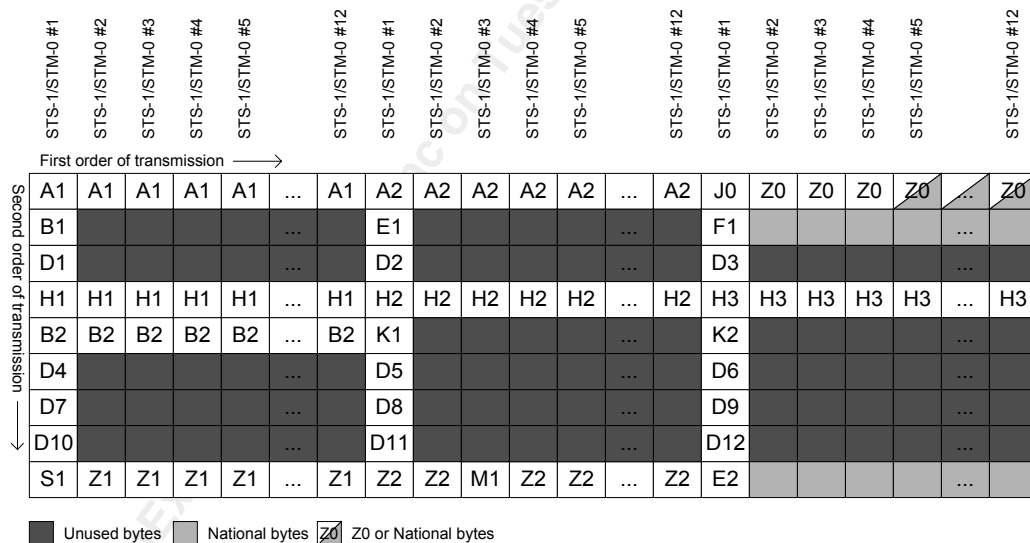 STS-1/STM-0 #1 STS-1/STM-0 #2 STS-1/STM-0 #3 STS-1/STM-0 #4 STS-1/STM-0 #5 STS-1/STM-0 #12 STS-1/STM-0 #1 STS-1/STM-0 #2 STS-1/STM-0 #3 STS-1/STM-0 #4 STS-1/STM-0 #5 STS-1/STM-0 #12 STS-1/STM-0 #1 STS-1/STM-0 #2 STS-1/STM-0 #3 STS-1/STM-0 #4 STS-1/STM-0 #5 STS-1/STM-0 #12
First order of transmission
Second order of transmission
A1 A1 A1 A1 A1 ... A1 A2 A2 A2 A2 A2 ... A2 J0 Z0 Z0 Z0 Z0 ... Z0
B1 ... E1 ... F1 ...
D1 ... D2 ... D3 ...
H1 H1 H1 H1 H1 ... H1 H2 H2 H2 H2 H2 ... H2 H3 H3 H3 H3 H3 ... H3
B2 B2 B2 B2 B2 ... B2 K1 ... K2 ...
D4 ... D5 ... D6 ...
D7 ... D8 ... D9 ...
D10 ... D11 ... D12 ...
S1 Z1 Z1 Z1 Z1 ... Z1 Z2 Z2 M1 Z2 Z2 ... Z2 E2 ...
Unused bytes National bytes Z0 Z0 or National bytes